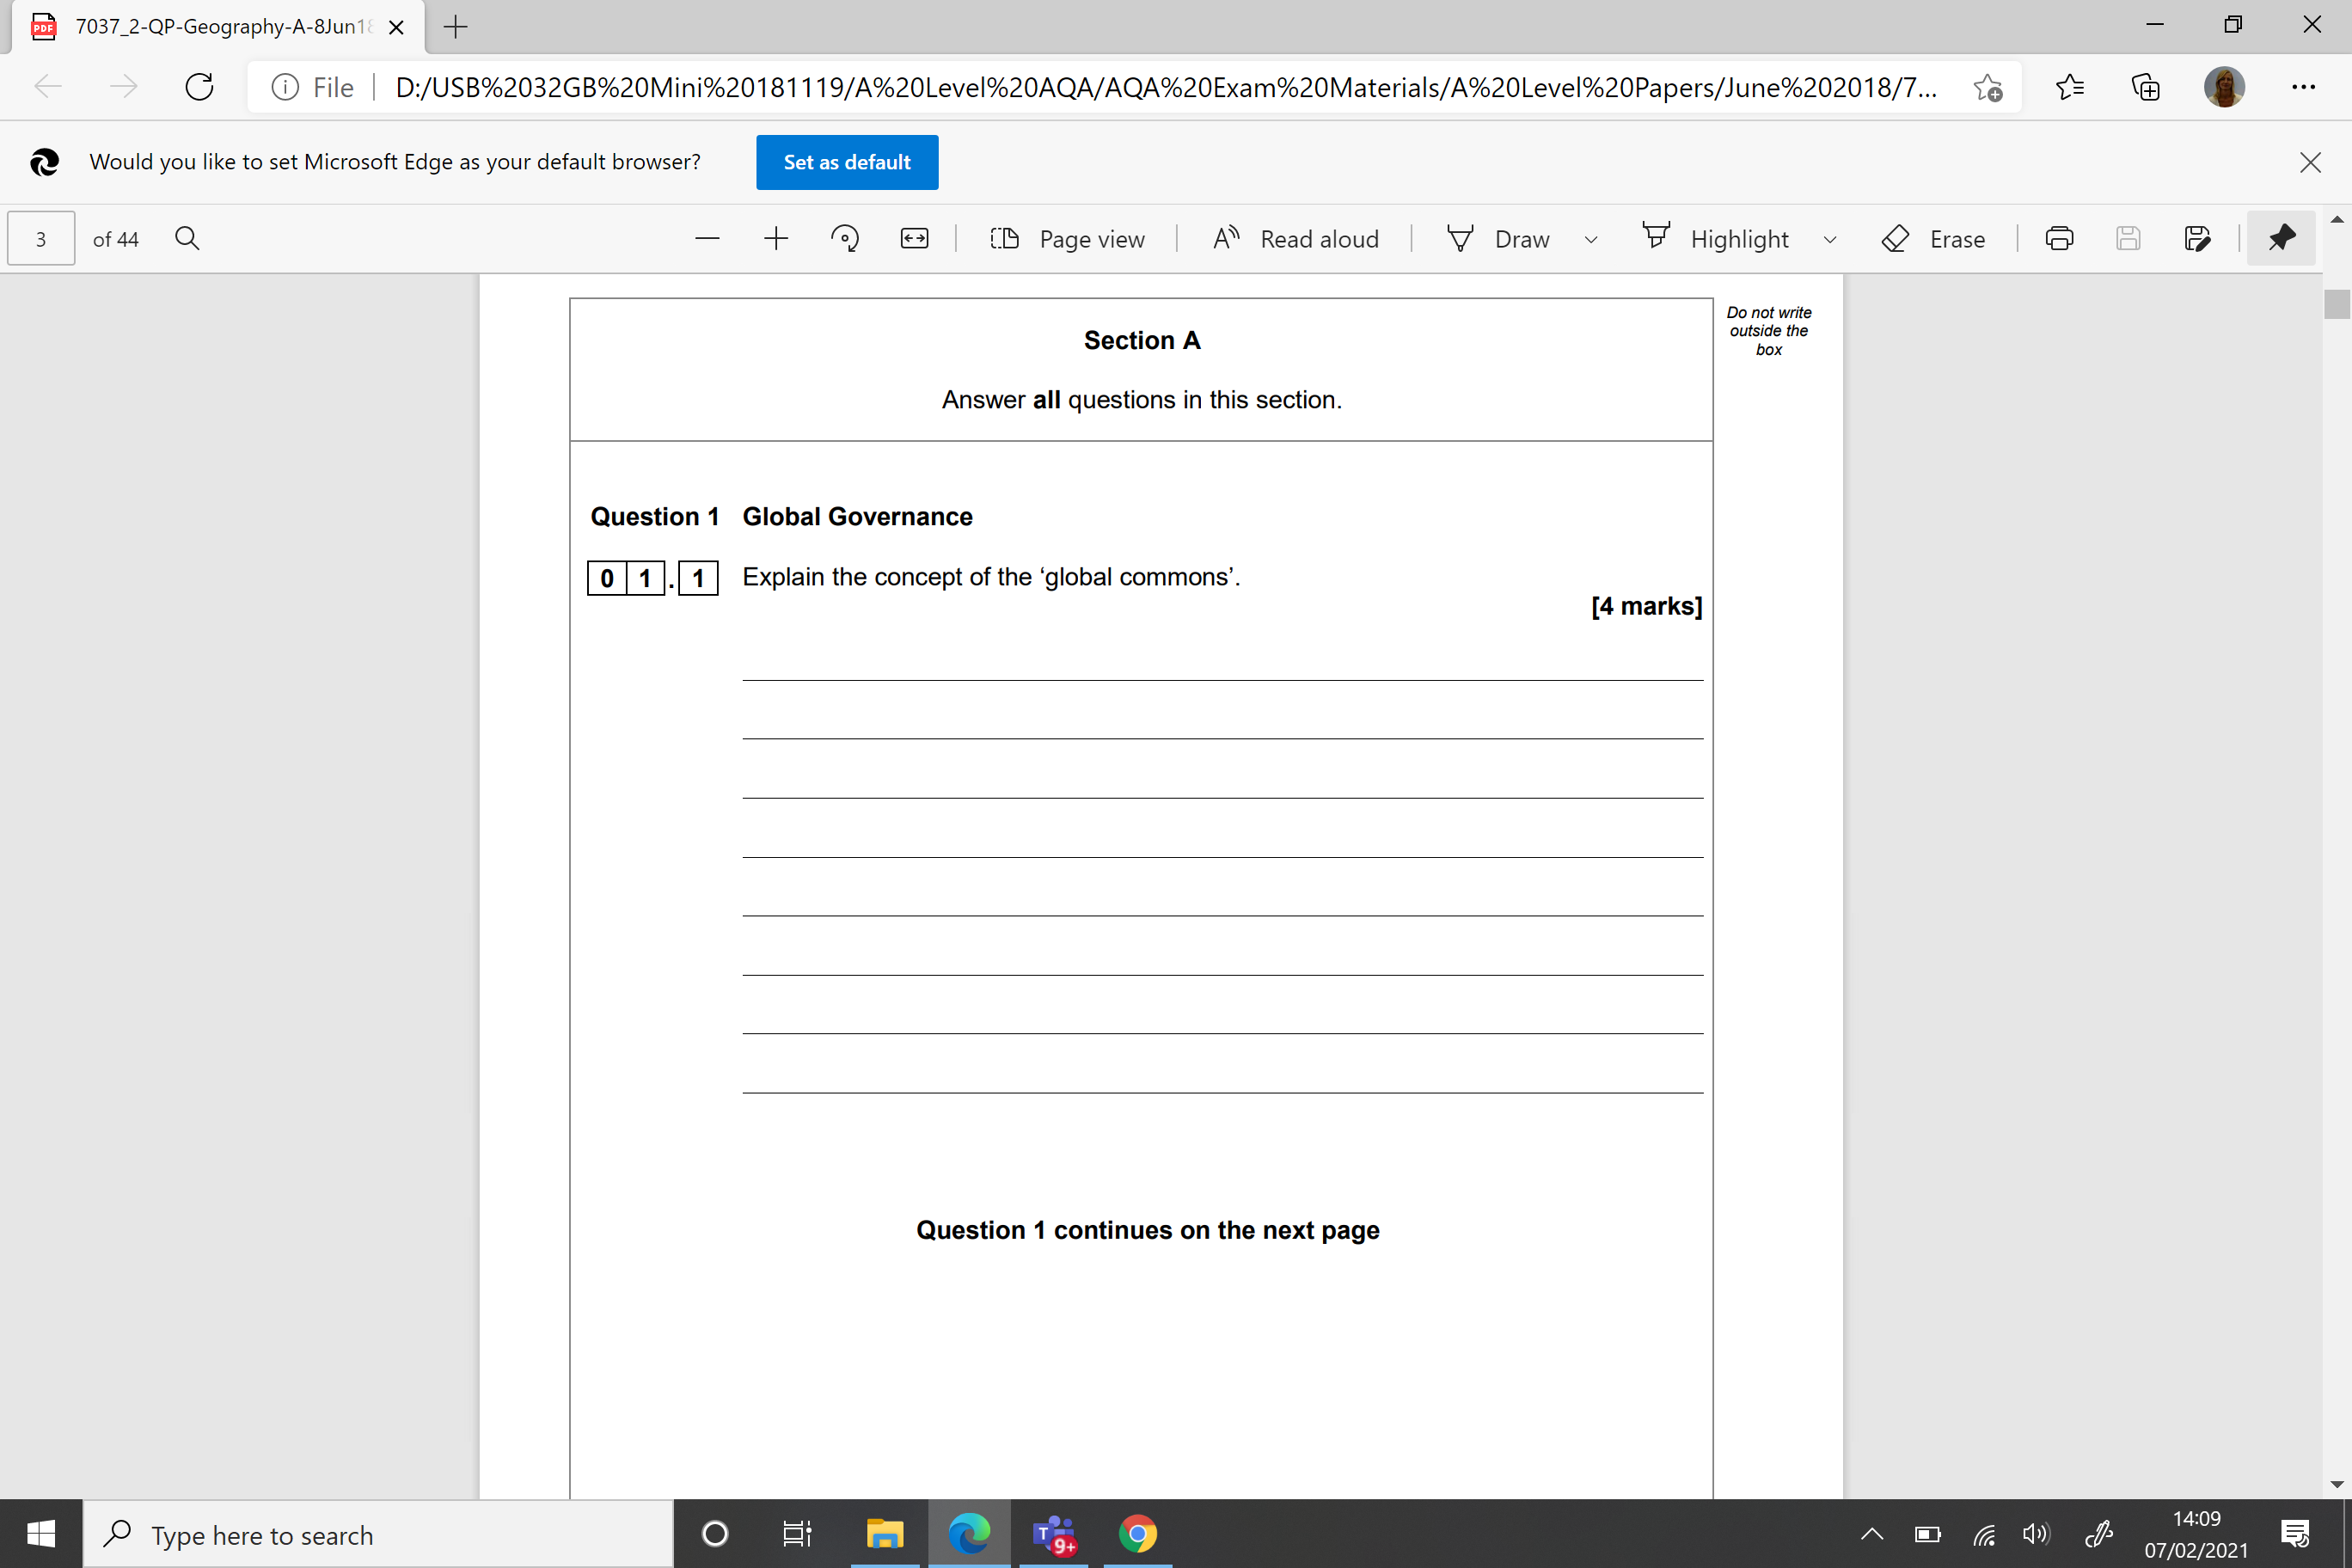 7037_2-QP-Geography-A-8Jun18
File
D:/USB%2032GB%20Mini%20181119/A%20Level%20AQA/AQA%20Exam%20Materials/A%20Level%20Papers/June%202018/7...
Would you like to set Microsoft Edge as your default browser?
Set as default
3 of 44
Page view
Read aloud
Draw
Highlight
Erase
Do not write
outside the
box
Section A
Answer all questions in this section.
Question 1 Global Governance
0 1 . 1 Explain the concept of the ‘global commons’.
[4 marks]
Question 1 continues on the next page
Type here to search
T
9+
14:09
07/02/2021